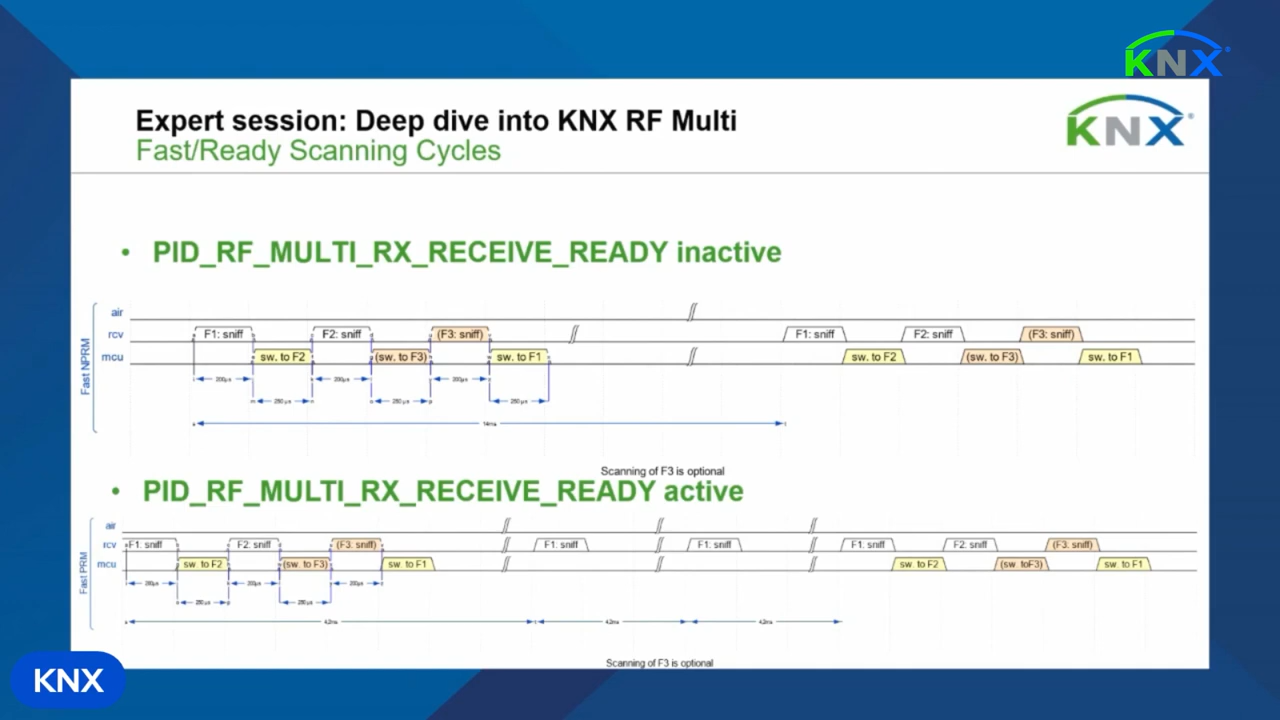 KNX
Expert session: Deep dive into KNX RF Multi
KNX
Fast/Ready Scanning Cycles
• PID_RF_MULTI_RX_RECEIVE_READY inactive
air
rcv F1: sniff F2: sniff (F3: sniff) F1: sniff F2: sniff (F3: sniff)
mcu sw. to F2 (sw. to F3) sw. to F1 sw. to F2 (sw. to F3) sw. to F1
Fast NPRM
200µs 200µs 200µs
250 µs 250 µs 250 µs
14ms
Scanning of F3 is optional
• PID_RF_MULTI_RX_RECEIVE_READY active
air
rcv F1: sniff F2: sniff (F3: sniff) F1: sniff F1: sniff F1: sniff F2: sniff (F3: sniff)
mcu sw. to F2 (sw. to F3) sw. to F1 sw. to F2 (sw. toF3) sw. to F1
Fast PRM
200µs 200µs 200µs
250 µs 250 µs
4.2ms 4.2ms 4.2ms
Scanning of F3 is optional
KNX